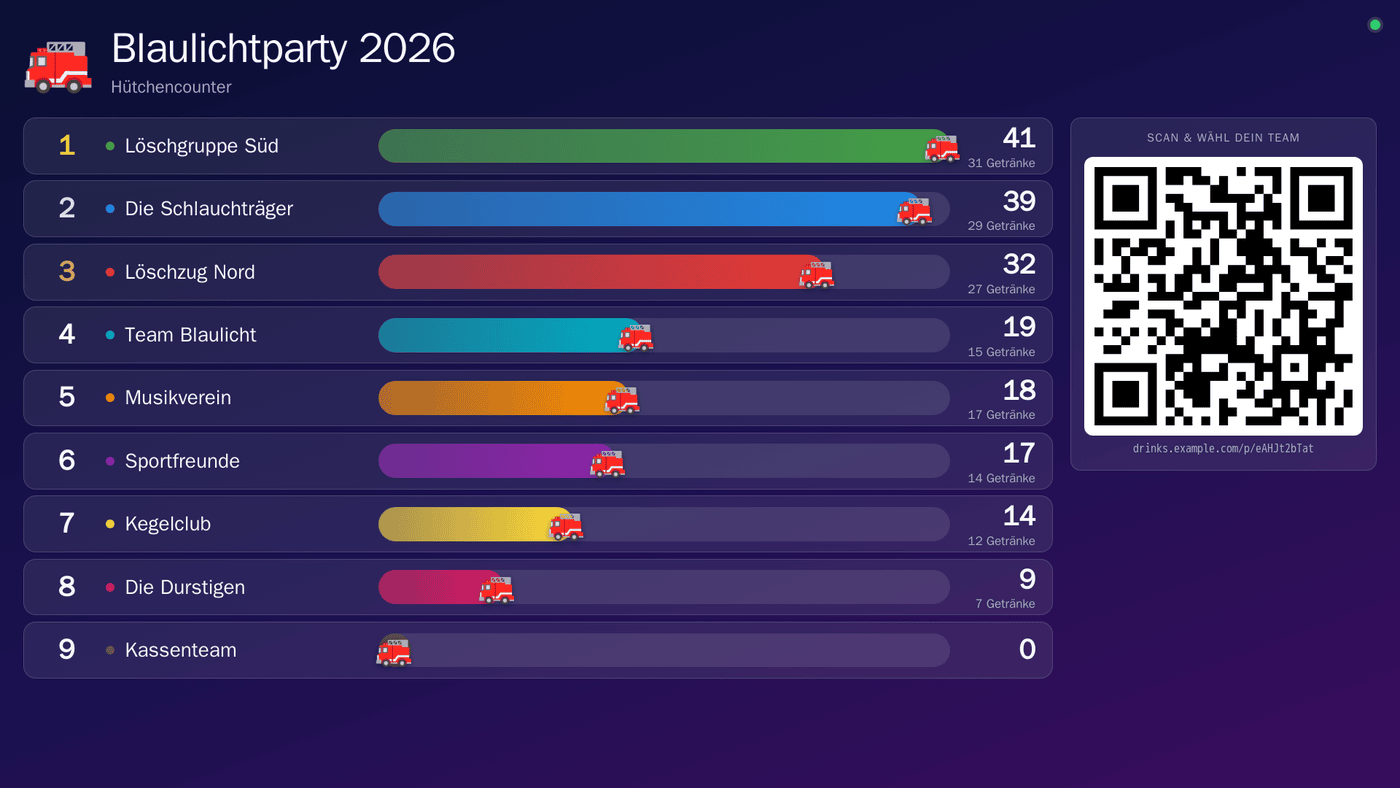 Blaulichtparty 2026
Hütchencounter
1 Löschgruppe Süd 41
31 Getränke
2 Die Schlauchträger 39
29 Getränke
3 Löschzug Nord 32
27 Getränke
4 Team Blaulicht 19
15 Getränke
5 Musikverein 18
17 Getränke
6 Sportfreunde 17
14 Getränke
7 Kegelclub 14
12 Getränke
8 Die Durstigen 9
7 Getränke
9 Kassenteam 0
SCAN & WÄHL DEIN TEAM
drinks.example.com/p/eAHJt2bTat